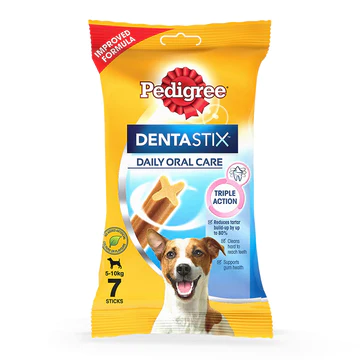 IMPROVED
FORMULA
Pedigree
DENTASTIX
DAILY ORAL CARE
TRIPLE
ACTION
Reduces tartar
build-up by up
to 80%
Cleans
hard to
reach teeth
Supports
gum health
5-10kg
7
STICKS